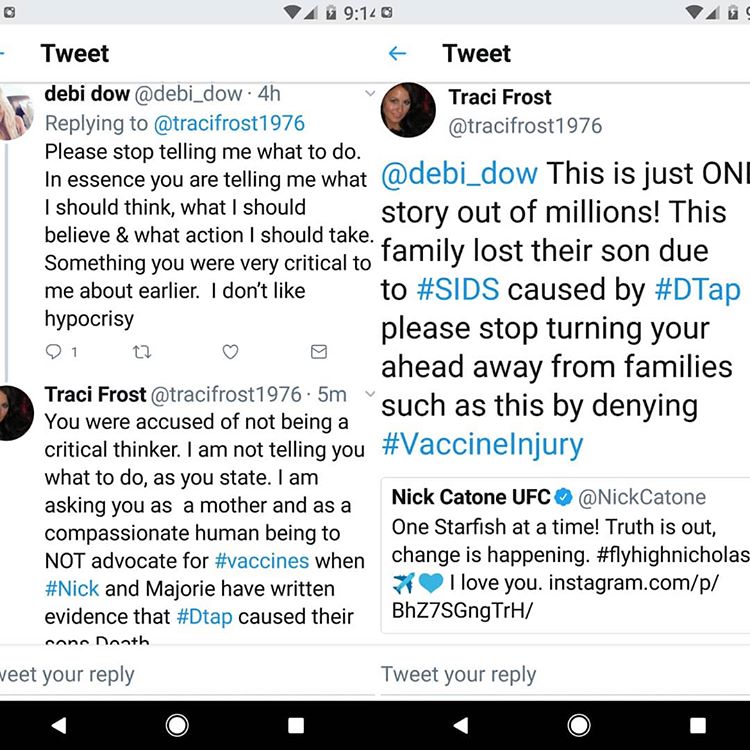 9:14
Tweet
debi dow @debi_dow · 4h
Replying to @tracifrost1976
Please stop telling me what to do.
In essence you are telling me what
I should think, what I should
believe & what action I should take.
Something you were very critical to
me about earlier. I don't like
hypocrisy
1
Traci Frost @tracifrost1976 · 5m
You were accused of not being a
critical thinker. I am not telling you
what to do, as you state. I am
asking you as a mother and as a
compassionate human being to
NOT advocate for #vaccines when
#Nick and Majorie have written
evidence that #Dtap caused their
sons Death
weet your reply
Tweet
Traci Frost
@tracifrost1976
@debi_dow This is just ONE
story out of millions! This
family lost their son due
to #SIDS caused by #DTap
please stop turning your
ahead away from families
such as this by denying
#VaccineInjury
Nick Catone UFC @NickCatone
One Starfish at a time! Truth is out,
change is happening. #flyhighnicholas
I love you. instagram.com/p/
BhZ7SGngTrH/
Tweet your reply